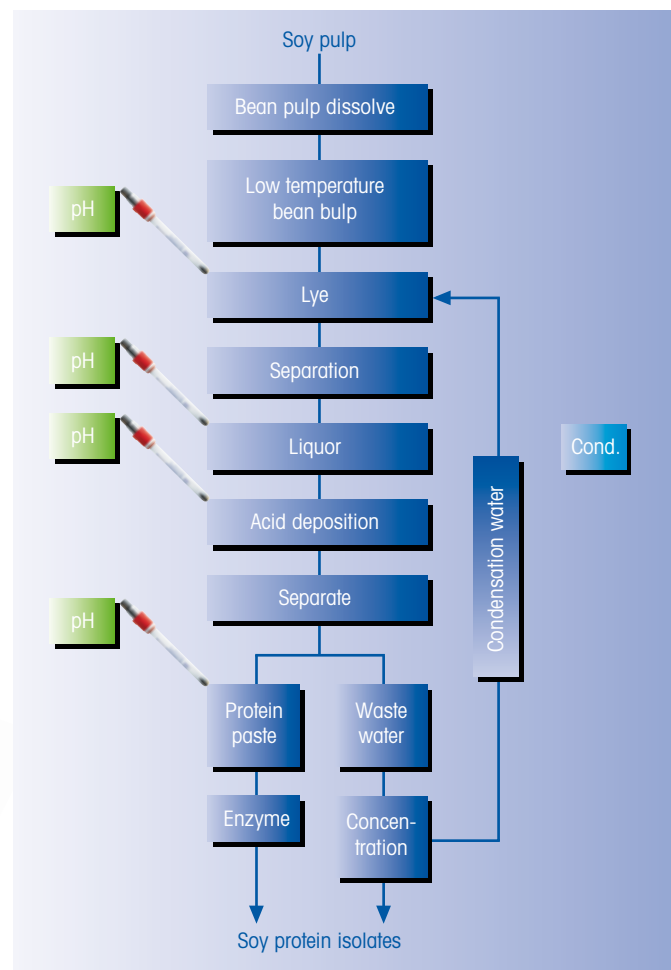 Soy pulp
Bean pulp dissolve
Low temperature
bean bulp
pH
Lye
pH
Separation
pH
Liquor
Cond.
Acid deposition
Condensation water
Separate
pH
Protein
paste
Waste
water
Enzyme
Concen-
tration
Soy protein isolates